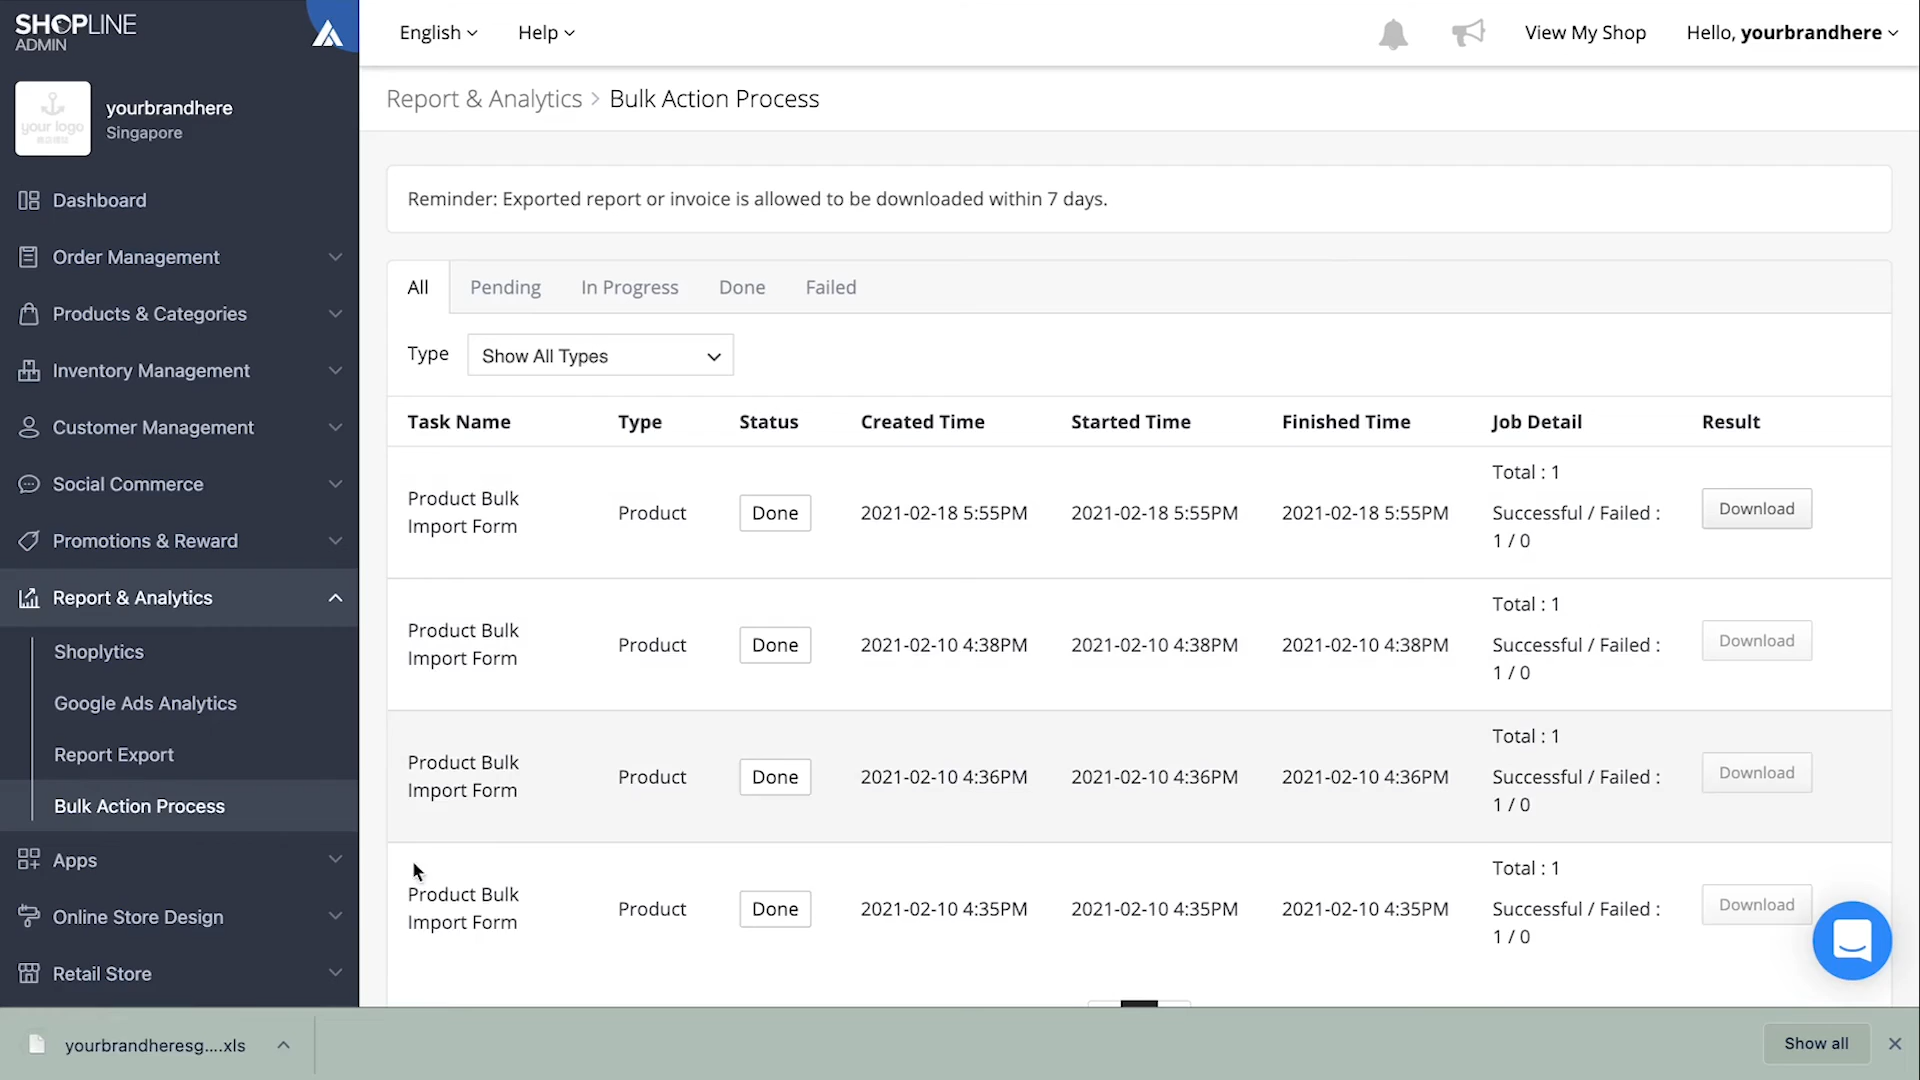 SHOPLINE
ADMIN
English
Help
View My Shop
Hello, yourbrandhere
your logo
yourbrandhere
Singapore
Dashboard
Order Management
Products & Categories
Inventory Management
Customer Management
Social Commerce
Promotions & Reward
Report & Analytics
Shoplytics
Google Ads Analytics
Report Export
Bulk Action Process
Apps
Online Store Design
Retail Store
Report & Analytics > Bulk Action Process
Reminder: Exported report or invoice is allowed to be downloaded within 7 days.
All Pending In Progress Done Failed
Type Show All Types
Task Name Type Status Created Time Started Time Finished Time Job Detail Result
Product Bulk
Import Form
Product Done 2021-02-18 5:55PM 2021-02-18 5:55PM 2021-02-18 5:55PM
Total : 1
Successful / Failed :
1 / 0
Download
Product Bulk
Import Form
Product Done 2021-02-10 4:38PM 2021-02-10 4:38PM 2021-02-10 4:38PM
Total : 1
Successful / Failed :
1 / 0
Download
Product Bulk
Import Form
Product Done 2021-02-10 4:36PM 2021-02-10 4:36PM 2021-02-10 4:36PM
Total : 1
Successful / Failed :
1 / 0
Download
Product Bulk
Import Form
Product Done 2021-02-10 4:35PM 2021-02-10 4:35PM 2021-02-10 4:35PM
Total : 1
Successful / Failed :
1 / 0
Download
yourbrandheresg....xls
Show all